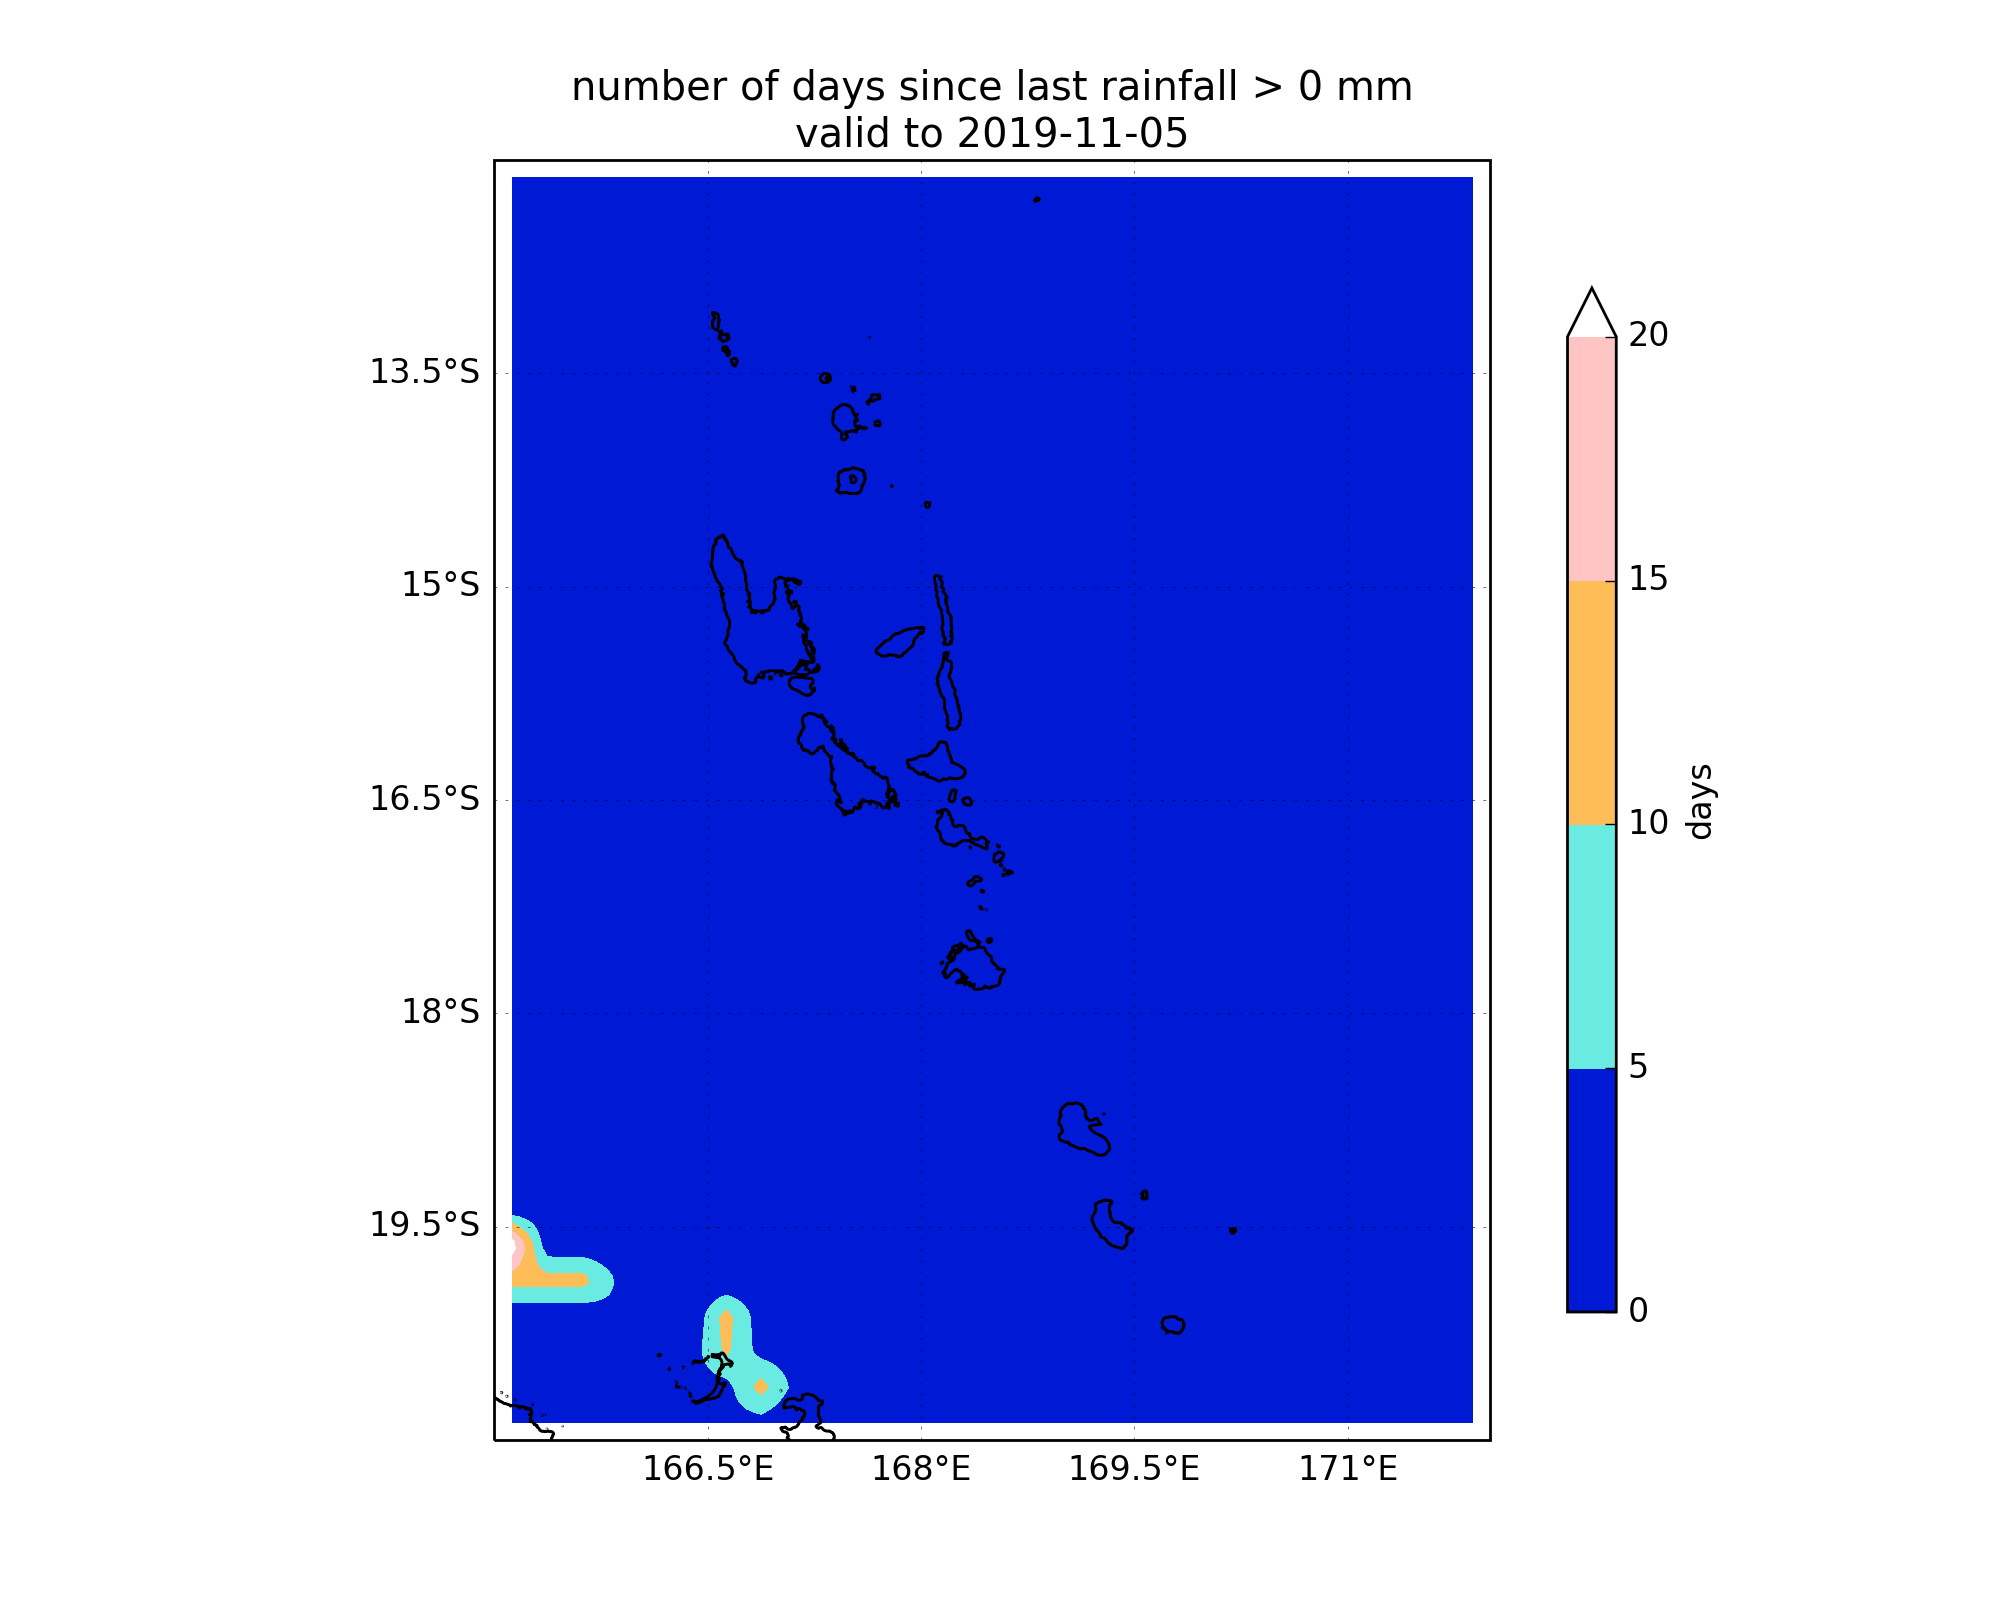 number of days since last rainfall > 0 mm
valid to 2019-11-05
13.5°S
15°S
16.5°S
18°S
19.5°S
166.5°E
168°E
169.5°E
171°E
20
15
10
5
0
days